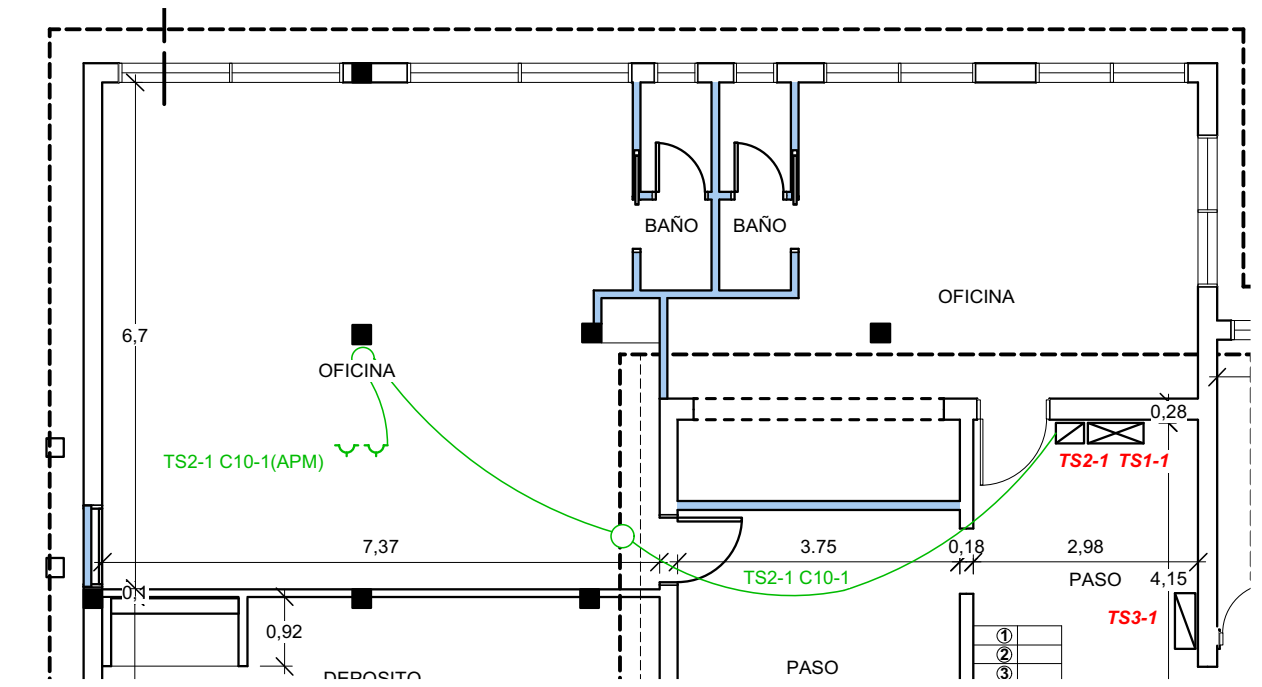 BAÑO
BAÑO
OFICINA
6,7
OFICINA
0,28
TS2-1 C10-1(APM)
TS2-1
TS1-1
7,37
3.75
0,18
2,98
TS2-1 C10-1
PASO
4,15
TS3-1
0,92
1
2
3
PASO
DEPOSITO